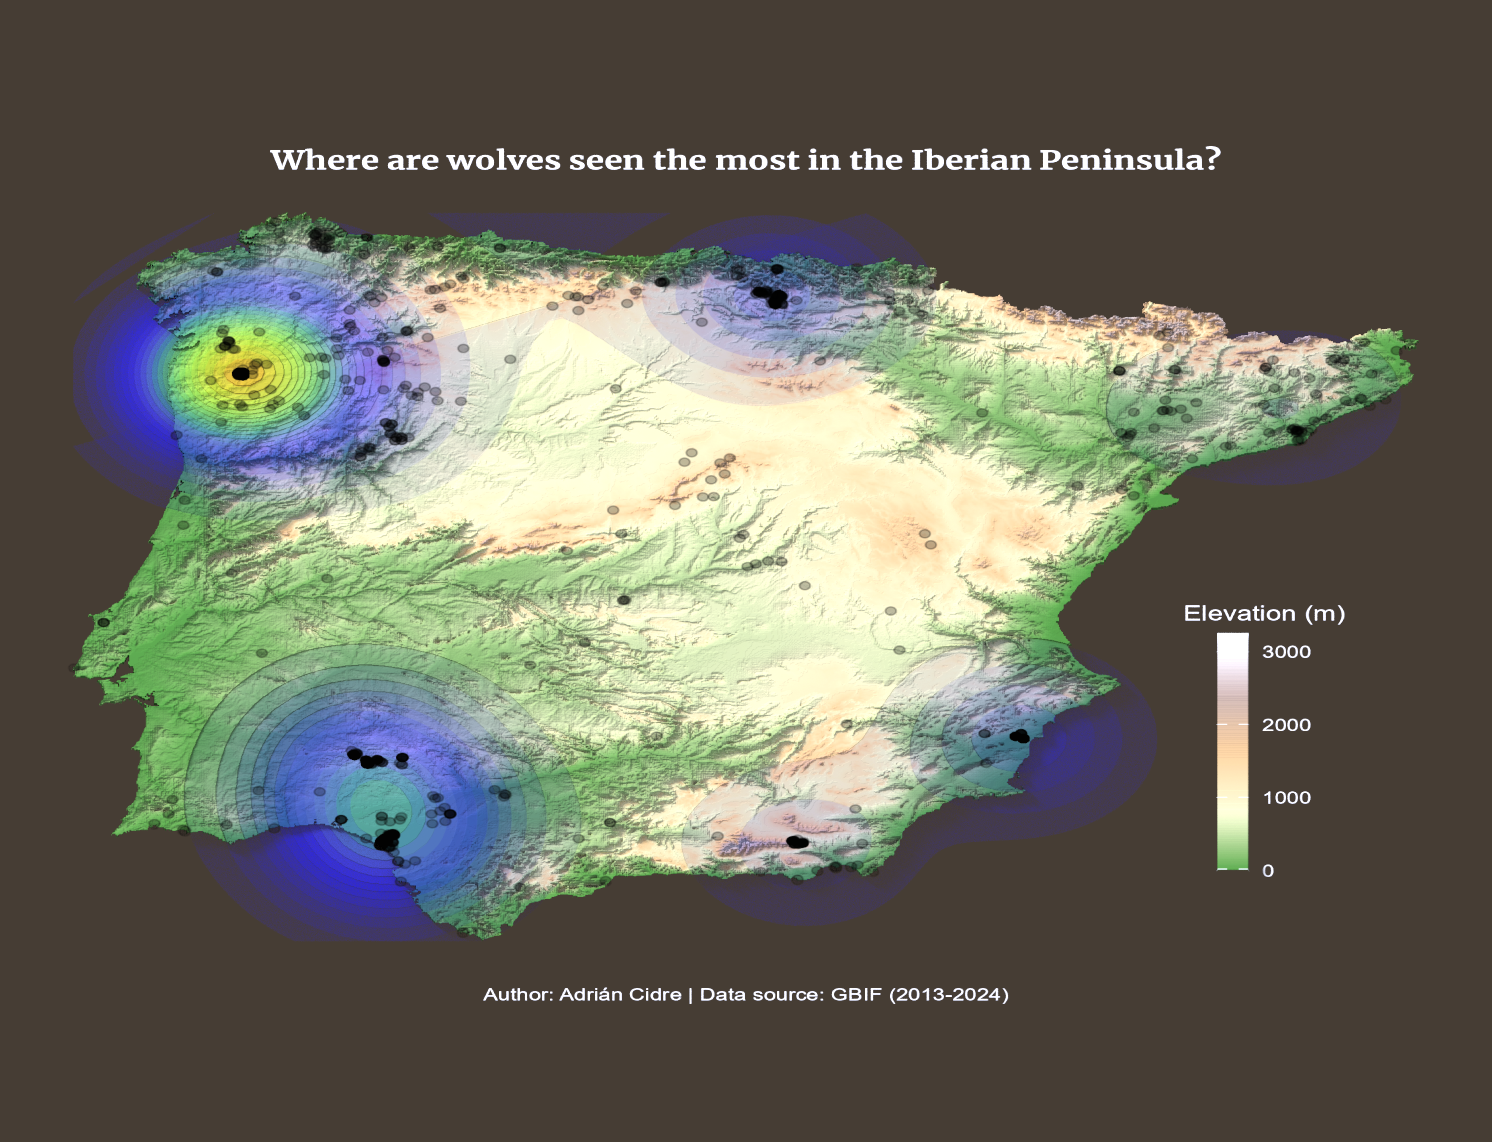 Where are wolves seen the most in the Iberian Peninsula?
Elevation (m)
3000
2000
1000
0
Author: Adrián Cidre | Data source: GBIF (2013-2024)